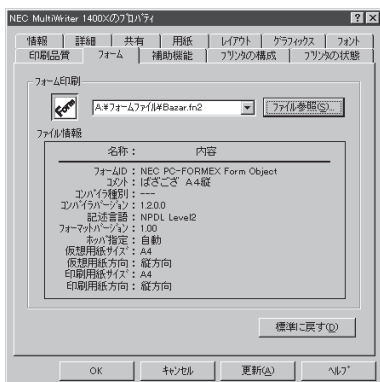 NEC MultiWriter 1400Xのﾌﾟﾛﾊﾟﾃｨ
情報 詳細 共有 用紙 ﾚｲｱｳﾄ ｸﾞﾗﾌｨｯｸｽ ﾌｫﾝﾄ
印刷品質 フォーム 補助機能 ﾌﾟﾘﾝﾀの構成 ﾌﾟﾘﾝﾀの状態
フォーム印刷
Form A:¥フォームファイル¥Bazar.fn2 ﾌｧｲﾙ参照(S)...
ファイル情報
名称： 内容
ﾌｫｰﾑID： NEC PC-FORMEX Form Object
ｺﾒﾝﾄ： ばざござ A4縦
ｺﾝﾊﾟｲﾗ種別： ---
ｺﾝﾊﾟｲﾗﾊﾞｰｼﾞｮﾝ： 1.20.0
記述言語： NPDL Level2
ﾌｫｰﾏｯﾄﾊﾞｰｼﾞｮﾝ： 1.00
ﾎｯﾊﾟ指定： 自動
仮想用紙ｻｲｽﾞ： A4
仮想用紙方向： 縦方向
印刷用紙ｻｲｽﾞ： A4
印刷用紙方向： 縦方向
標準に戻す(D)
OK ｷｬﾝｾﾙ 更新(A) ﾍﾙﾌﾟ